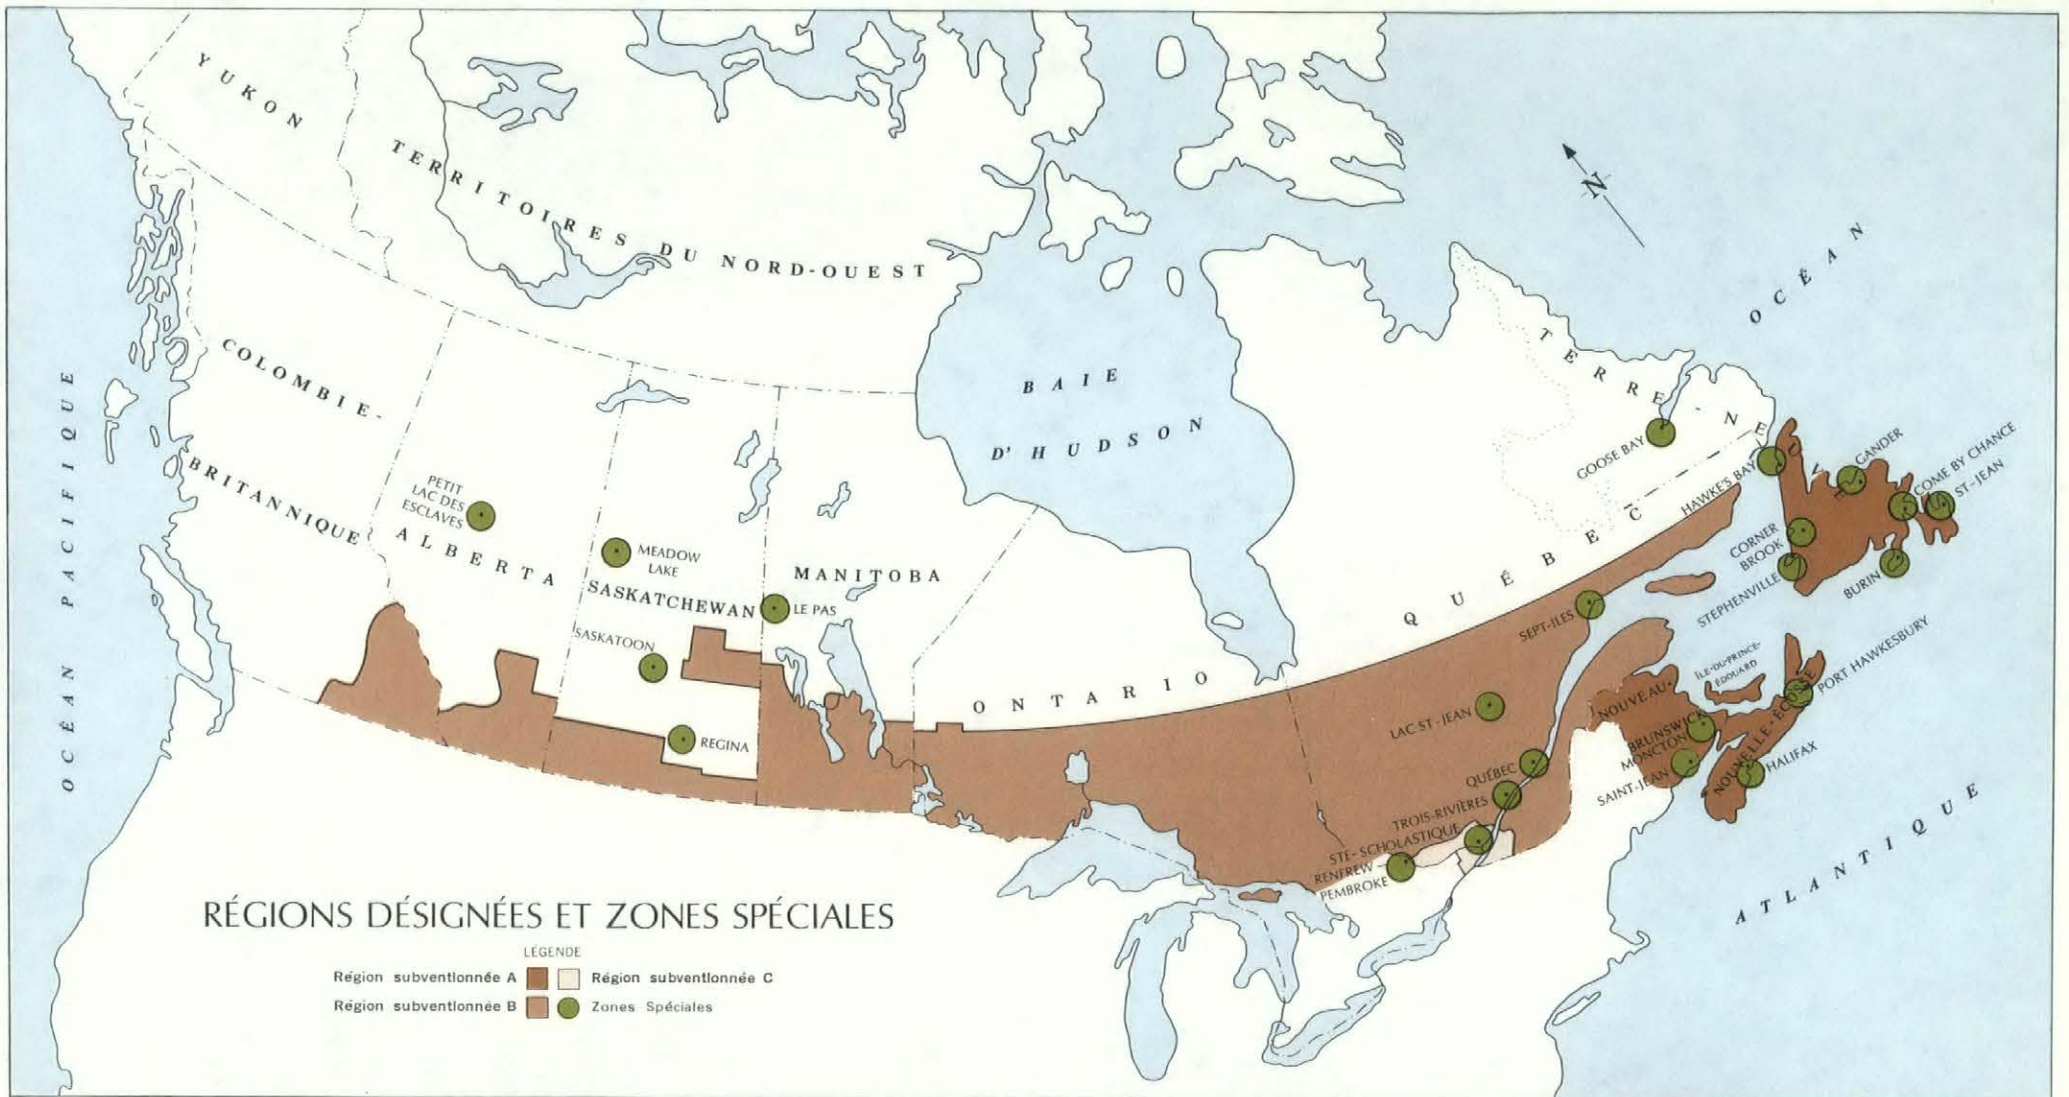 YUKON
TERRITOIRES DU NORD-OUEST
COLOMBIE-
BRITANNIQUE
OCÉAN PACIFIQUE
PETIT
LAC DES
ESCLAVES
ALBERTA
MEADOW
LAKE
SASKATCHEWAN
SASKATOON
REGINA
MANITOBA
LE PAS
BAIE
D'HUDSON
ONTARIO
QUÉBEC
TERRE-NEUVE
N
OCÉAN
ATLANTIQUE
GOOSE BAY
HAWKE'S BAY
GANDER
COME BY CHANCE
ST-JEAN
CORNER
BROOK
STEPHENVILLE
BURIN
SEPT-ILES
ÎLE-DU-PRINCE-
ÉDOUARD
PORT HAWKESBURY
NOUVEAU-
BRUNSWICK
MONCTON
SAINT-JEAN
NOUVELLE-ÉCOSSE
HALIFAX
LAC ST-JEAN
QUÉBEC
TROIS-RIVIÈRES
STE-SCHOLASTIQUE
RENFREW
PEMBROKE
RÉGIONS DÉSIGNÉES ET ZONES SPÉCIALES
LÉGENDE
Région subventionnée A
Région subventionnée C
Région subventionnée B
Zones Spéciales